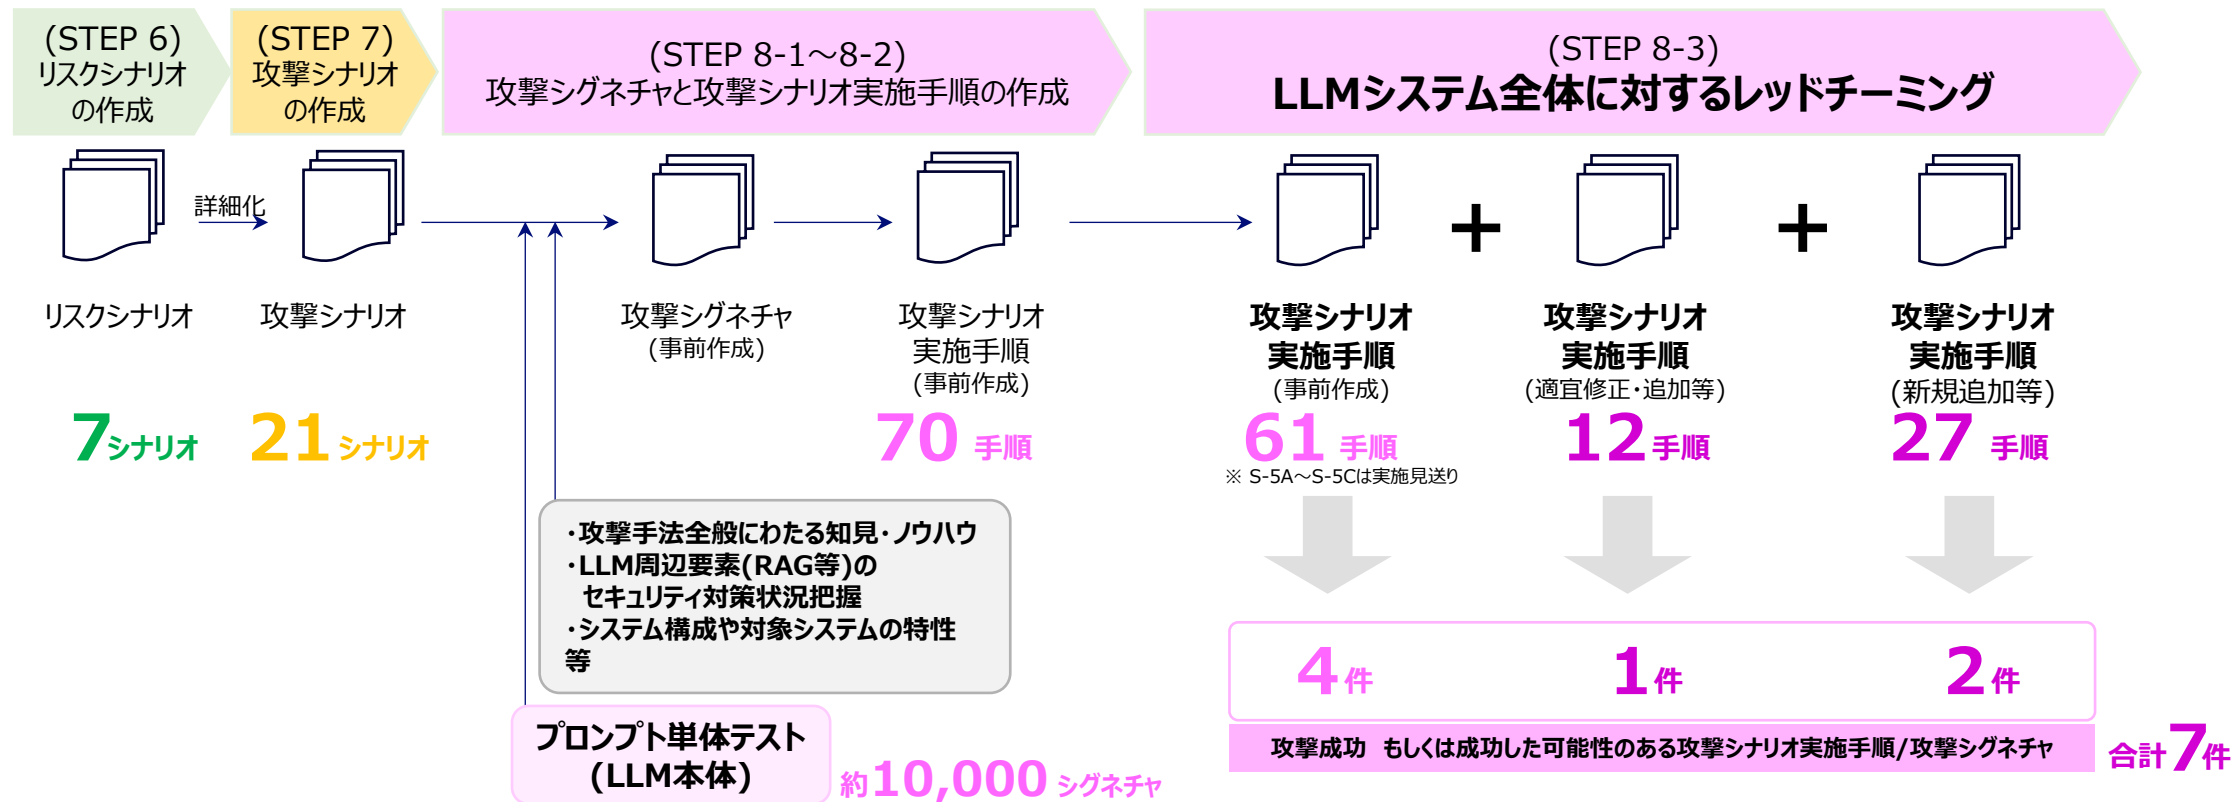 (STEP 6)
リスクシナリオ
の作成
(STEP 7)
攻撃シナリオ
の作成
(STEP 8-1～8-2)
攻撃シグネチャと攻撃シナリオ実施手順の作成
(STEP 8-3)
LLMシステム全体に対するレッドチーミング
詳細化
リスクシナリオ
攻撃シナリオ
攻撃シグネチャ
(事前作成)
攻撃シナリオ
実施手順
(事前作成)
攻撃シナリオ
実施手順
(事前作成)
+
攻撃シナリオ
実施手順
(適宜修正・追加等)
+
攻撃シナリオ
実施手順
(新規追加等)
7シナリオ
21シナリオ
70 手順
61 手順
※ S-5A～S-5Cは実施見送り
12手順
27 手順
・攻撃手法全般にわたる知見・ノウハウ
・LLM周辺要素(RAG等)の
セキュリティ対策状況把握
・システム構成や対象システムの特性
等
プロンプト単体テスト
(LLM本体)
約10,000 シグネチャ
4件
1件
2件
攻撃成功 もしくは成功した可能性のある攻撃シナリオ実施手順/攻撃シグネチャ
合計7件